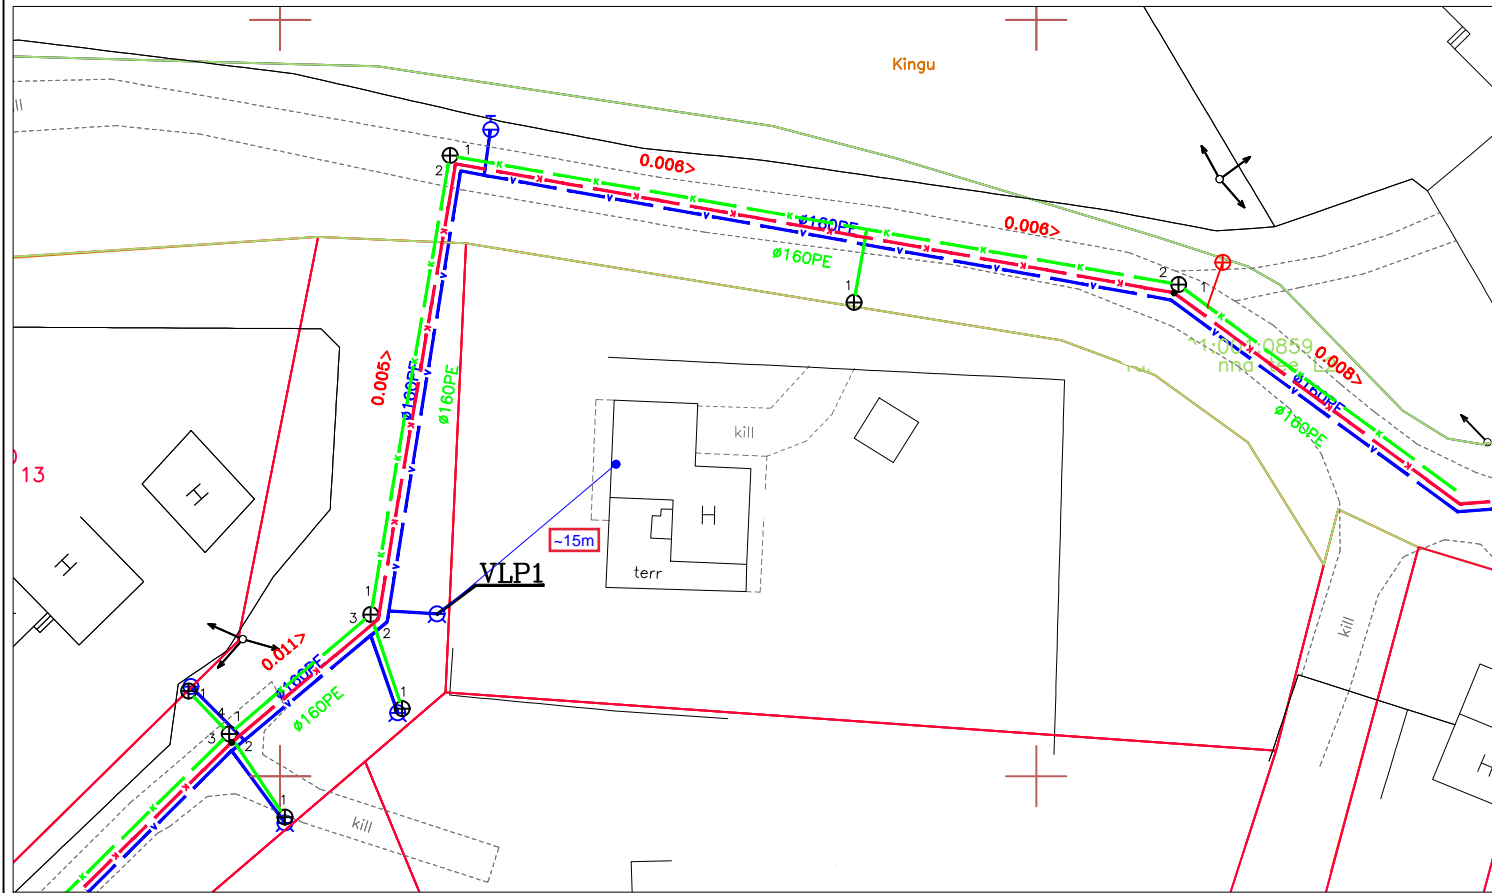 Kingu
1
2
0.006>
0.006>
ø160PE
ø160PE
2
1
1
0.005>
ø160PE
ø160PE
0.008>
ø160PE
ø160PE
kill
13
H
H
H
~15m
terr
VLP1
1
3
2
0.011>
ø160PE
ø160PE
kill
1
1
4
1
3
2
1
kill
H